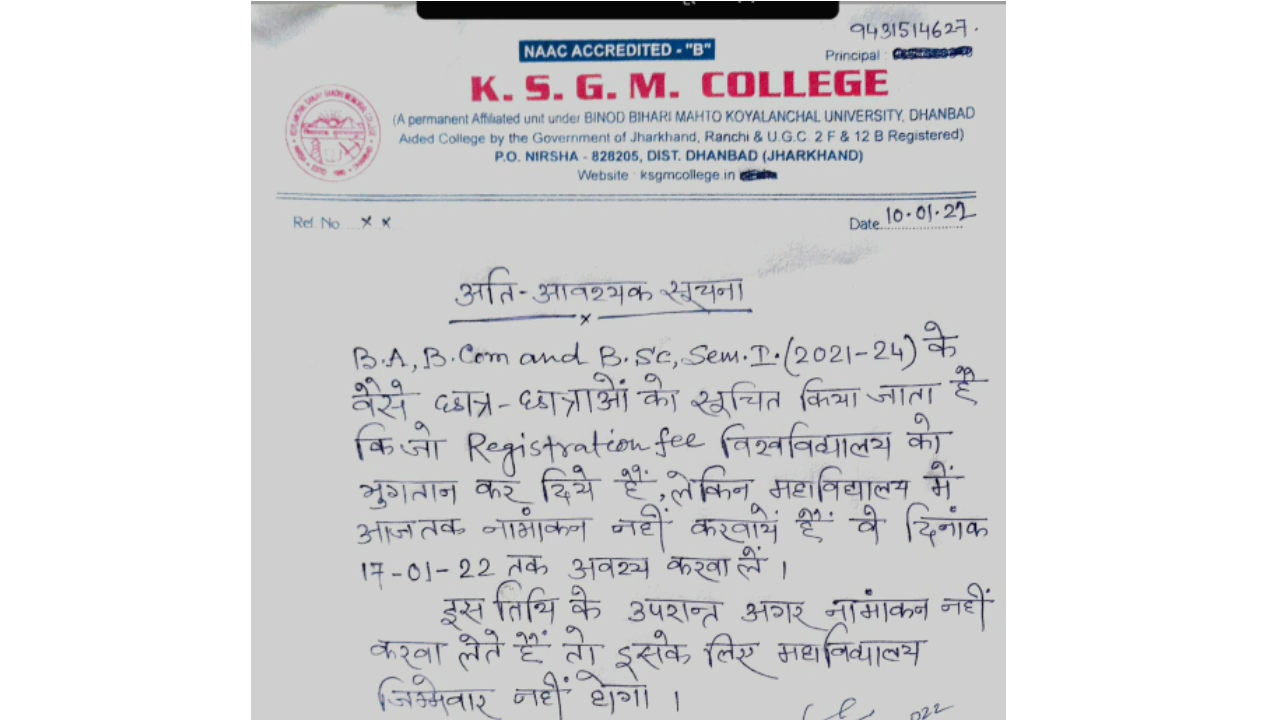 9431514627.
NAAC ACCREDITED - "B"
Principal :
K. S. G. M. COLLEGE
(A permanent Affiliated unit under BINOD BIHARI MAHTO KOYALANCHAL UNIVERSITY, DHANBAD
Aided College by the Government of Jharkhand, Ranchi & U.G.C. 2 F & 12 B Registered)
P.O. NIRSHA - 828205, DIST. DHANBAD (JHARKHAND)
Website : ksgmcollege.in
Ref. No. x x
Date 10.01.22
अति-आवश्यक सूचना
x
B.A, B.Com and B.Sc, Sem.I.(2021-24) के
वैसे छात्र-छात्राओं को सूचित किया जाता है
कि जो Registration fee विश्वविद्यालय को
भुगतान कर दिये हैं, लेकिन महाविद्यालय में
आजतक नामांकन नहीं करवायें हैं वे दिनांक
17-01-22 तक अवश्य करवा लें।
इस तिथि के उपरान्त अगर नामांकन नहीं
करवा लेते हैं तो इसके लिए महाविद्यालय
जिम्मेवार नहीं होगा।